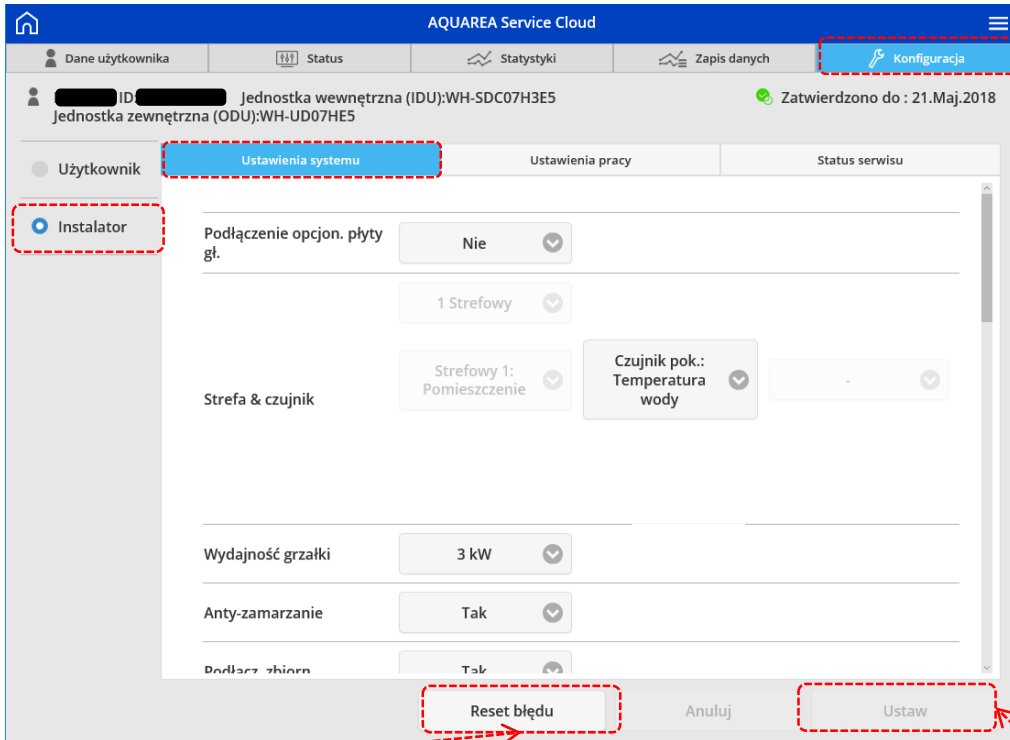 AQUAREA Service Cloud
Dane użytkownika
Status
Statystyki
Zapis danych
Konfiguracja
ID: Jednostka wewnętrzna (IDU):WH-SDC07H3E5
Jednostka zewnętrzna (ODU):WH-UD07HE5
Zatwierdzono do : 21.Maj.2018
Użytkownik
Instalator
Ustawienia systemu
Ustawienia pracy
Status serwisu
Podłączenie opcjon. płyty
gł.
Nie
1 Strefowy
Strefa & czujnik
Strefowy 1:
Pomieszczenie
Czujnik pok.:
Temperatura
wody
-
Wydajność grzałki
3 kW
Anty-zamarzanie
Tak
Podłącz. zbiorn
Tak
Reset błędu
Anuluj
Ustaw